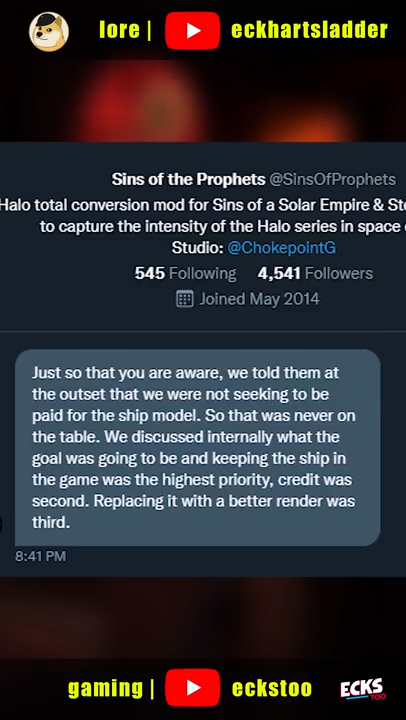 lore | eckhartsladder
Sins of the Prophets @SinsOfProphets
Halo total conversion mod for Sins of a Solar Empire & Ste
to capture the intensity of the Halo series in space
Studio: @ChokepointG
545 Following 4,541 Followers
Joined May 2014
Just so that you are aware, we told them at
the outset that we were not seeking to be
paid for the ship model. So that was never on
the table. We discussed internally what the
goal was going to be and keeping the ship in
the game was the highest priority, credit was
second. Replacing it with a better render was
third.
8:41 PM
gaming | eckstoo
ECKS
TOO